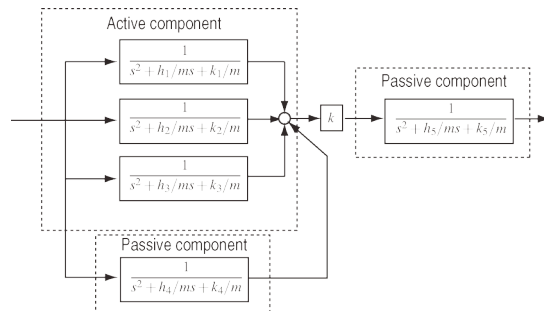 Active component
1
s² + h₁/ms + k₁/m
1
s² + h₂/ms + k₂/m
1
s² + h₃/ms + k₃/m
k
Passive component
1
s² + h₅/ms + k₅/m
Passive component
1
s² + h₄/ms + k₄/m